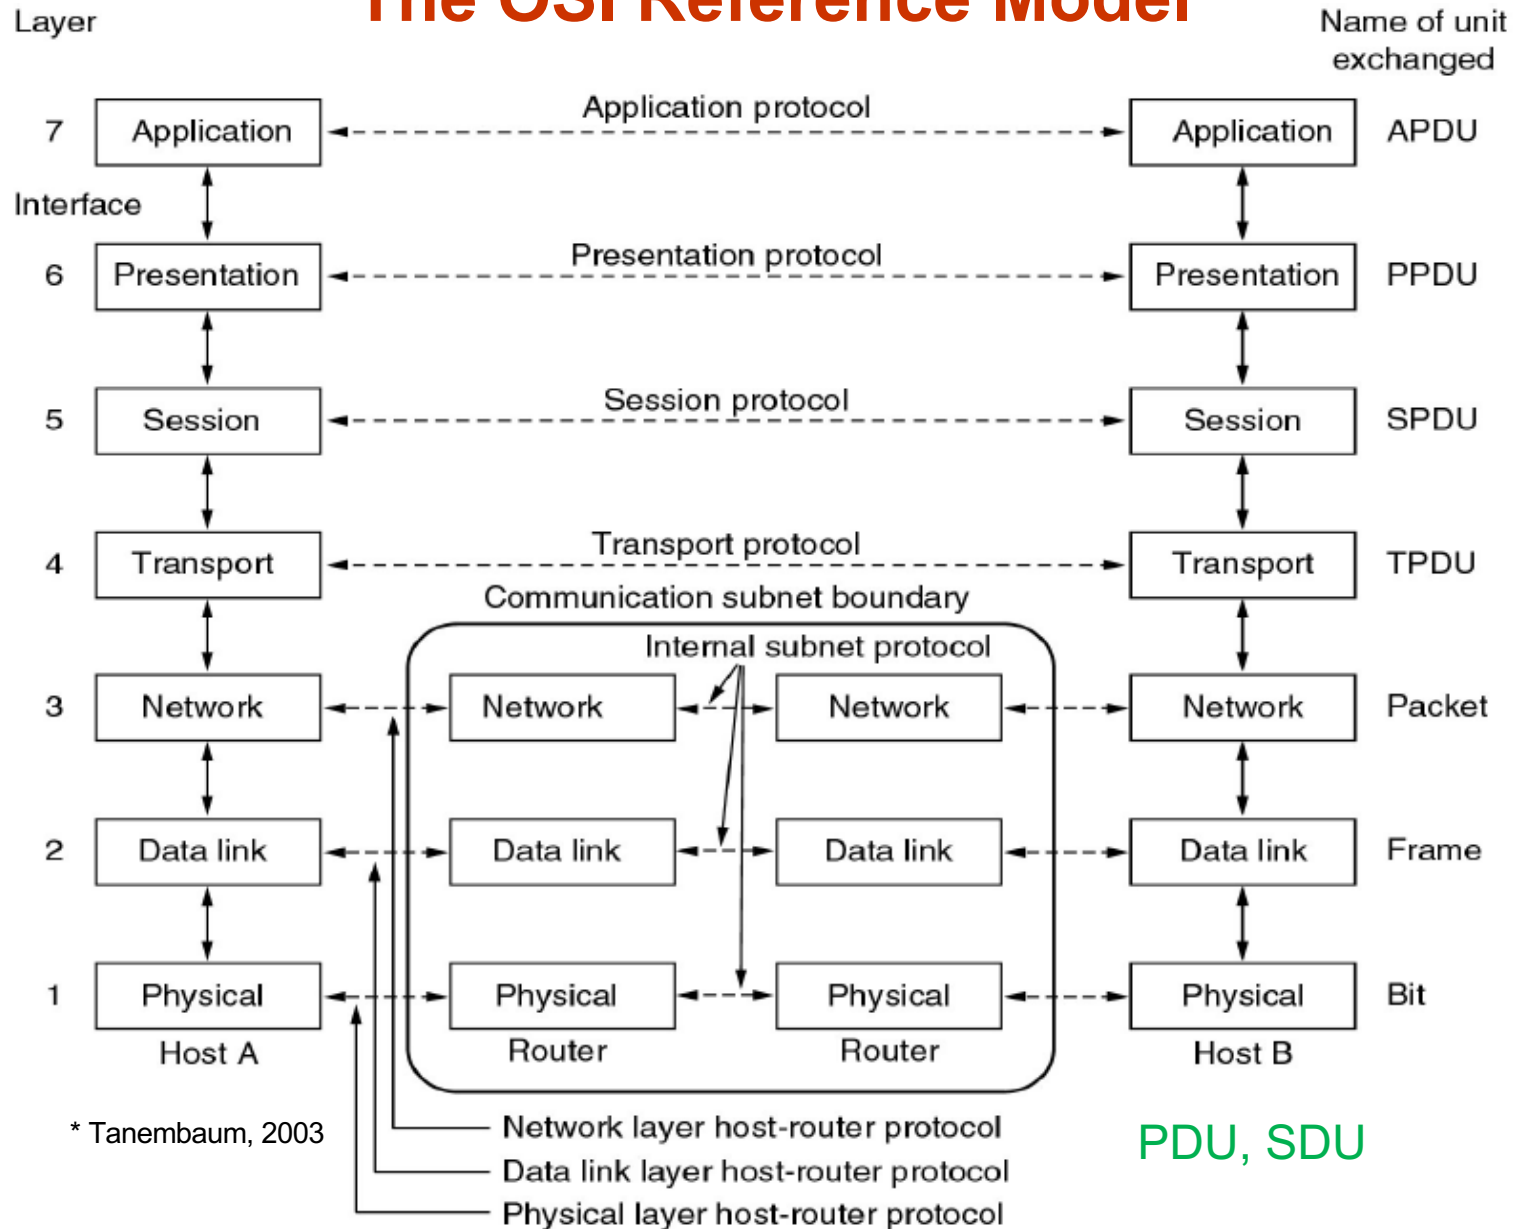 The OSI Reference Model
Layer
Name of unit
exchanged
Application protocol
7 Application Application APDU
Interface
Presentation protocol
6 Presentation Presentation PPDU
Session protocol
5 Session Session SPDU
Transport protocol
4 Transport Transport TPDU
Communication subnet boundary
Internal subnet protocol
3 Network Network Network Network Packet
2 Data link Data link Data link Data link Frame
1 Physical Physical Physical Physical Bit
Host A Router Router Host B
* Tanembaum, 2003
Network layer host-router protocol
PDU, SDU
Data link layer host-router protocol
Physical layer host-router protocol